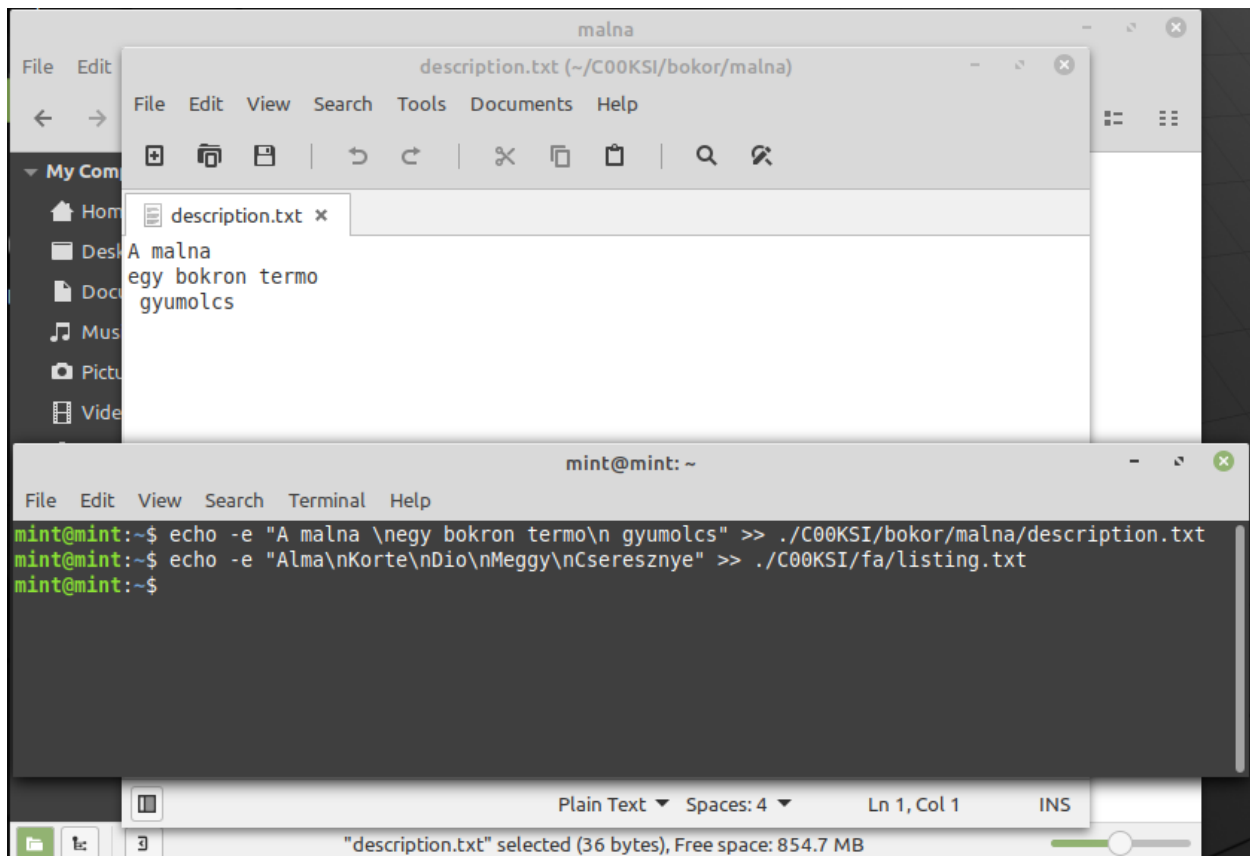 malna
File Edit
description.txt (~/C00KSI/bokor/malna)
File Edit View Search Tools Documents Help
My Com
Hom
Desk
Docu
Mus
Pictu
Vide
description.txt
A malna
egy bokron termo
 gyumolcs
mint@mint: ~
File Edit View Search Terminal Help
mint@mint:~$ echo -e "A malna \negy bokron termo\n gyumolcs" >> ./C00KSI/bokor/malna/description.txt
mint@mint:~$ echo -e "Alma\nKorte\nDio\nMeggy\nCseresznye" >> ./C00KSI/fa/listing.txt
mint@mint:~$
Plain Text Spaces: 4 Ln 1, Col 1 INS
"description.txt" selected (36 bytes), Free space: 854.7 MB